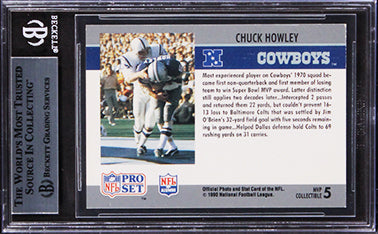 CHUCK HOWLEY
COWBOYS
Most experienced player on Cowboys' 1970 squad be-
came first non-quarterback and first member of losing
team to win Super Bowl MVP award. Latter distinction
still applies two decades later...Intercepted 2 passes
and returned them 22 yards, but couldn't prevent 16-
13 loss to Baltimore Colts that was settled by Jim
O'Brien's 32-yard field goal with five seconds remain-
ing in game...Helped Dallas defense hold Colts to 69
rushing yards on 31 carries.
NFL
PRO
SET
NFL
ALUMNI
Official Photo and Stat Card of the NFL.
© 1990 National Football League.
MVP
COLLECTIBLE 5
BECKETT
THE WORLD'S MOST TRUSTED
SOURCE IN COLLECTING
BECKETT GRADING SERVICES